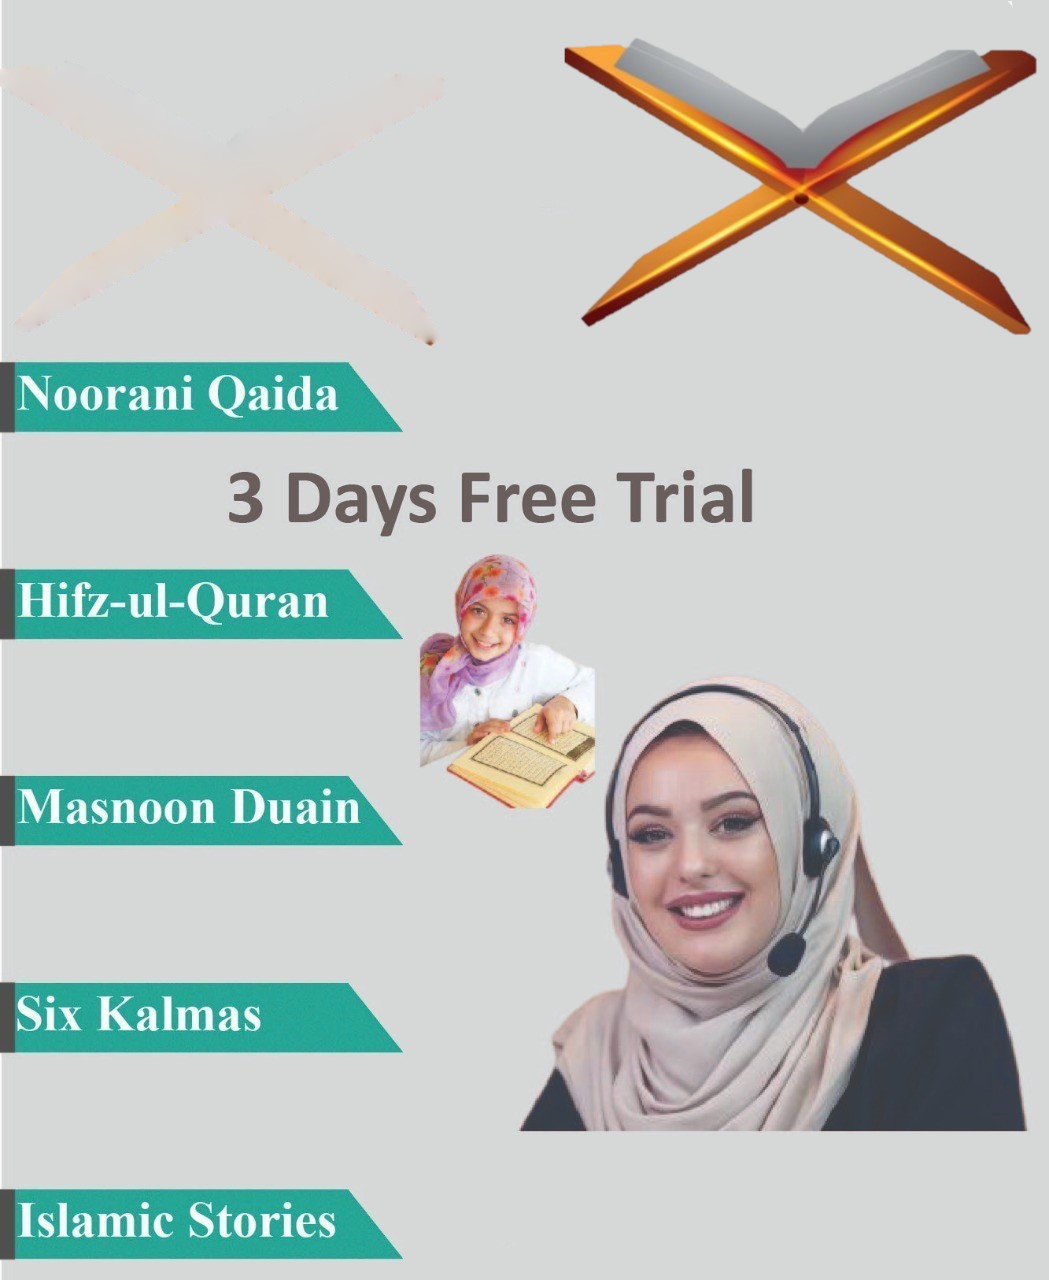 Noorani Qaida
3 Days Free Trial
Hifz-ul-Quran
Masnoon Duain
Six Kalmas
Islamic Stories